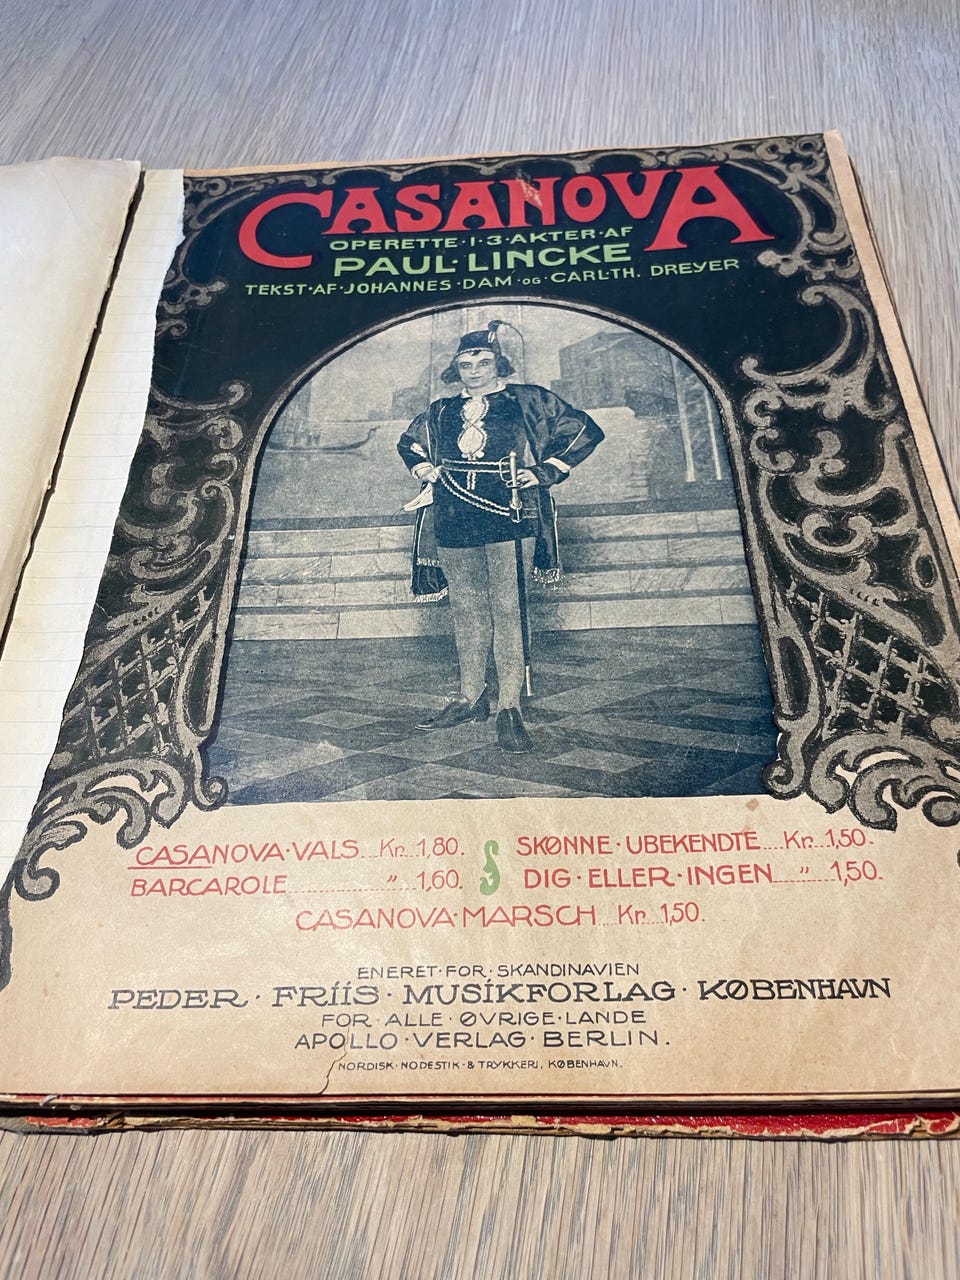 CASANOVA
OPERETTE·I·3·AKTER·AF
PAUL·LINCKE
TEKST·AF·JOHANNES·DAM·OG·CARL·TH. DREYER
CASANOVA·VALS...Kr. 1,80.
SKØNNE·UBEKENDTE....Kr. 1,50.
BARCAROLE................." 1,60.
DIG·ELLER·INGEN....."....1,50.
CASANOVA·MARSCH...Kr. 1,50.
ENERET·FOR·SKANDINAVIEN
PEDER·FRIIS·MUSIKFORLAG·KØBENHAVN
FOR·ALLE·ØVRIGE·LANDE
APOLLO·VERLAG·BERLIN.
NORDISK·NODESTIK·&·TRYKKERI, KØBENHAVN.